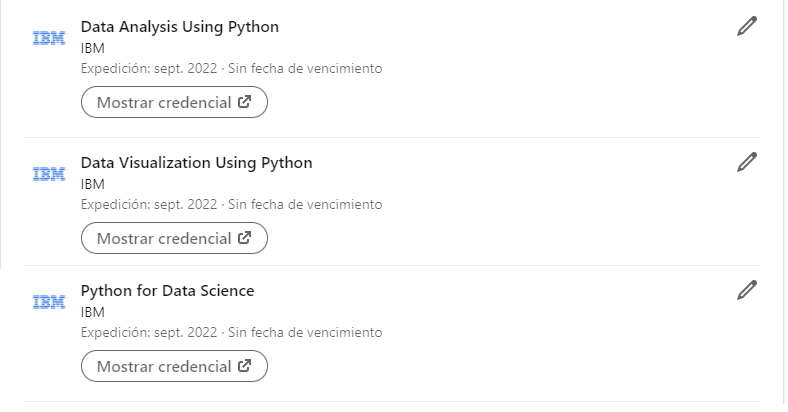 IBM
Data Analysis Using Python
IBM
Expedición: sept. 2022 · Sin fecha de vencimiento
Mostrar credencial
IBM
Data Visualization Using Python
IBM
Expedición: sept. 2022 · Sin fecha de vencimiento
Mostrar credencial
IBM
Python for Data Science
IBM
Expedición: sept. 2022 · Sin fecha de vencimiento
Mostrar credencial